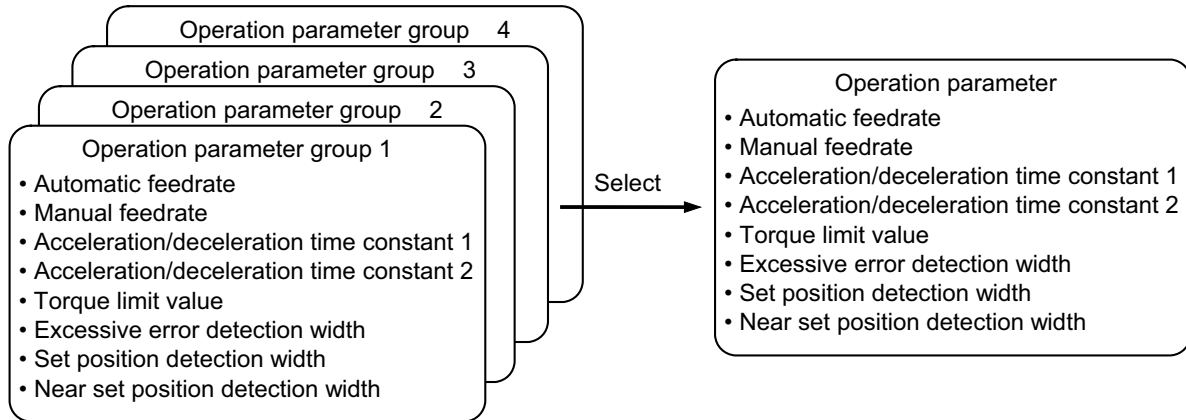 Operation parameter group 4
Operation parameter group 3
Operation parameter group 2
Operation parameter group 1
• Automatic feedrate
• Manual feedrate
• Acceleration/deceleration time constant 1
• Acceleration/deceleration time constant 2
• Torque limit value
• Excessive error detection width
• Set position detection width
• Near set position detection width
Select
Operation parameter
• Automatic feedrate
• Manual feedrate
• Acceleration/deceleration time constant 1
• Acceleration/deceleration time constant 2
• Torque limit value
• Excessive error detection width
• Set position detection width
• Near set position detection width